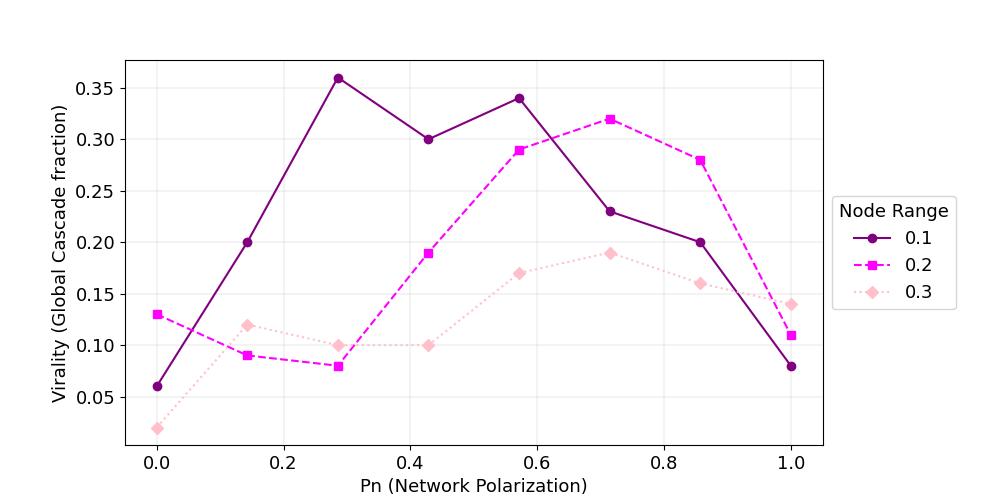 0.35
0.30
0.25
0.20
0.15
0.10
0.05
Virality (Global Cascade fraction)
0.0 0.2 0.4 0.6 0.8 1.0
Pn (Network Polarization)
Node Range
0.1
0.2
0.3